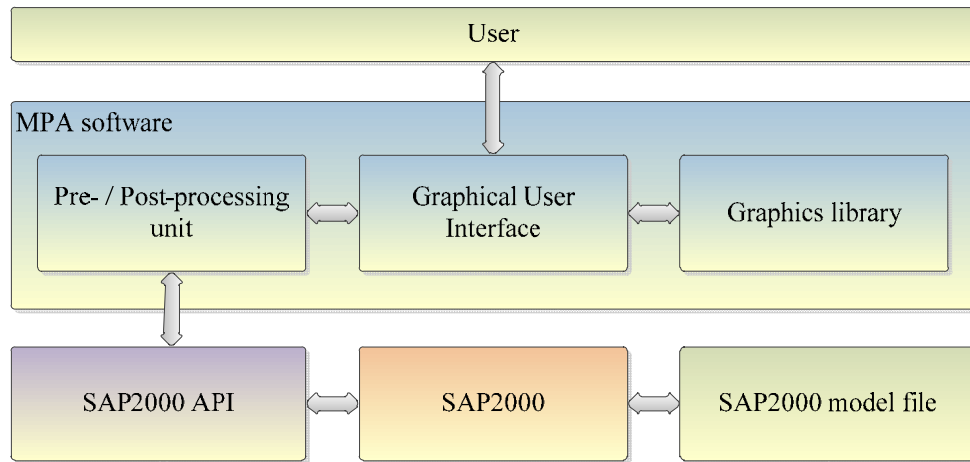 User
MPA software
Pre- / Post-processing
unit
Graphical User
Interface
Graphics library
SAP2000 API
SAP2000
SAP2000 model file